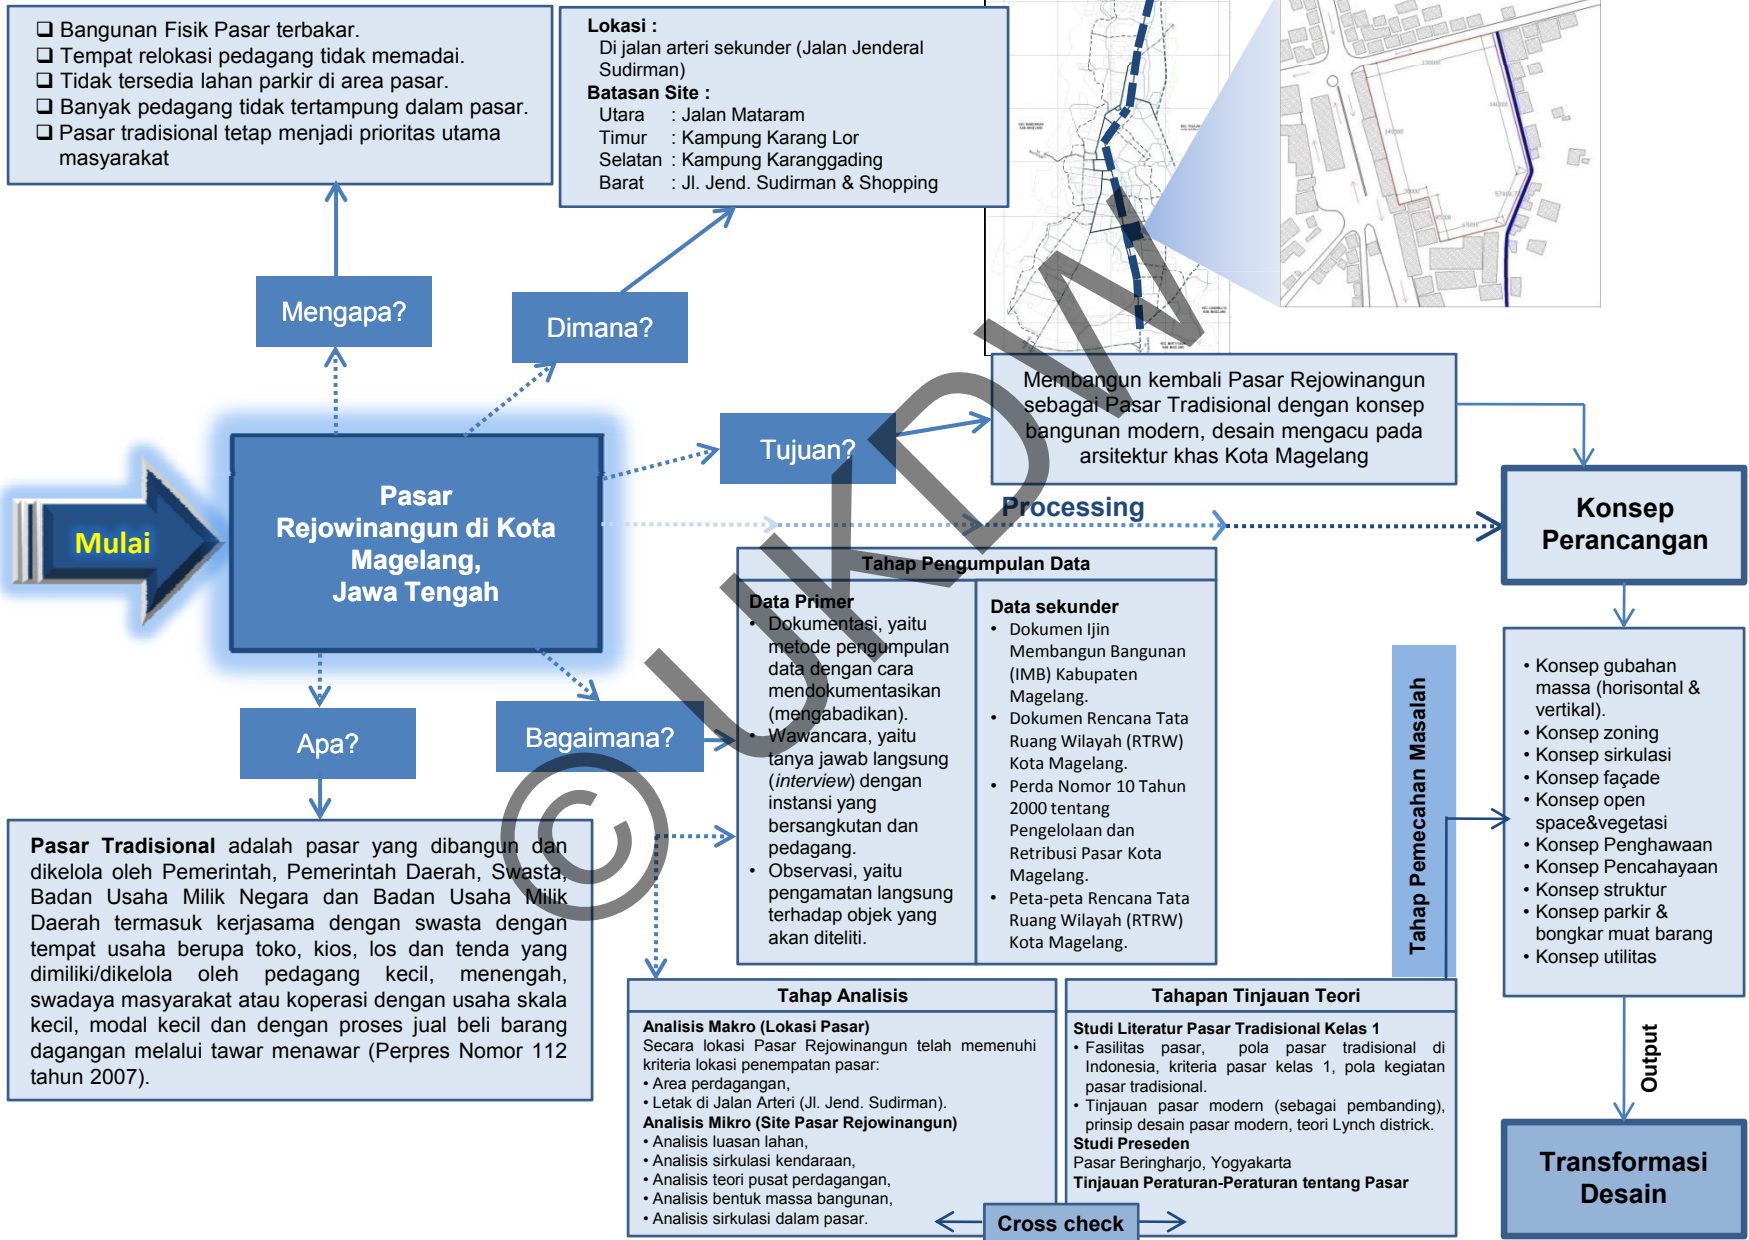 ❑ Bangunan Fisik Pasar terbakar.
❑ Tempat relokasi pedagang tidak memadai.
❑ Tidak tersedia lahan parkir di area pasar.
❑ Banyak pedagang tidak tertampung dalam pasar.
❑ Pasar tradisional tetap menjadi prioritas utama
masyarakat
Lokasi :
Di jalan arteri sekunder (Jalan Jenderal
Sudirman)
Batasan Site :
Utara : Jalan Mataram
Timur : Kampung Karang Lor
Selatan : Kampung Karanggading
Barat : Jl. Jend. Sudirman & Shopping
Mengapa?
Dimana?
Tujuan?
Membangun kembali Pasar Rejowinangun
sebagai Pasar Tradisional dengan konsep
bangunan modern, desain mengacu pada
arsitektur khas Kota Magelang
Mulai
Pasar
Rejowinangun di Kota
Magelang,
Jawa Tengah
Processing
Konsep
Perancangan
Apa?
Bagaimana?
Pasar Tradisional adalah pasar yang dibangun dan
dikelola oleh Pemerintah, Pemerintah Daerah, Swasta,
Badan Usaha Milik Negara dan Badan Usaha Milik
Daerah termasuk kerjasama dengan swasta dengan
tempat usaha berupa toko, kios, los dan tenda yang
dimiliki/dikelola oleh pedagang kecil, menengah,
swadaya masyarakat atau koperasi dengan usaha skala
kecil, modal kecil dan dengan proses jual beli barang
dagangan melalui tawar menawar (Perpres Nomor 112
tahun 2007).
Tahap Pengumpulan Data
Data Primer
• Dokumentasi, yaitu
metode pengumpulan
data dengan cara
mendokumentasikan
(mengabadikan).
• Wawancara, yaitu
tanya jawab langsung
(interview) dengan
instansi yang
bersangkutan dan
pedagang.
• Observasi, yaitu
pengamatan langsung
terhadap objek yang
akan diteliti.
Data sekunder
• Dokumen Ijin
Membangun Bangunan
(IMB) Kabupaten
Magelang.
• Dokumen Rencana Tata
Ruang Wilayah (RTRW)
Kota Magelang.
• Perda Nomor 10 Tahun
2000 tentang
Pengelolaan dan
Retribusi Pasar Kota
Magelang.
• Peta-peta Rencana Tata
Ruang Wilayah (RTRW)
Kota Magelang.
Tahap Analisis
Analisis Makro (Lokasi Pasar)
Secara lokasi Pasar Rejowinangun telah memenuhi
kriteria lokasi penempatan pasar:
• Area perdagangan,
• Letak di Jalan Arteri (Jl. Jend. Sudirman).
Analisis Mikro (Site Pasar Rejowinangun)
• Analisis luasan lahan,
• Analisis sirkulasi kendaraan,
• Analisis teori pusat perdagangan,
• Analisis bentuk massa bangunan,
• Analisis sirkulasi dalam pasar.
Tahapan Tinjauan Teori
Studi Literatur Pasar Tradisional Kelas 1
• Fasilitas pasar, pola pasar tradisional di
Indonesia, kriteria pasar kelas 1, pola kegiatan
pasar tradisional.
• Tinjauan pasar modern (sebagai pembanding),
prinsip desain pasar modern, teori Lynch districk.
Studi Preseden
Pasar Beringharjo, Yogyakarta
Tinjauan Peraturan-Peraturan tentang Pasar
Cross check
Tahap Pemecahan Masalah
• Konsep gubahan
massa (horisontal &
vertikal).
• Konsep zoning
• Konsep sirkulasi
• Konsep façade
• Konsep open
space&vegetasi
• Konsep Penghawaan
• Konsep Pencahayaan
• Konsep struktur
• Konsep parkir &
bongkar muat barang
• Konsep utilitas
Output
Transformasi
Desain
© UKDW